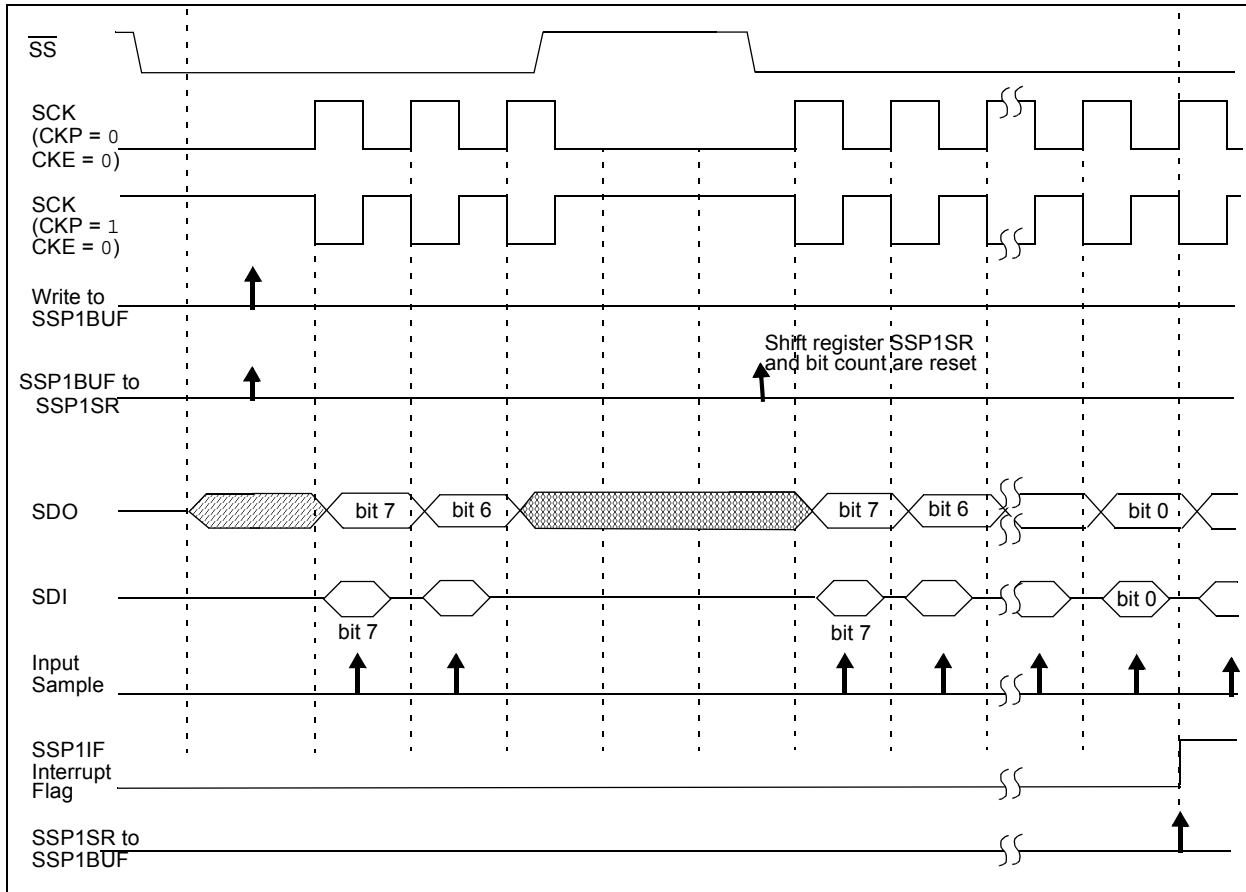 SS
SCK
(CKP = 0
CKE = 0)
SCK
(CKP = 1
CKE = 0)
Write to
SSP1BUF
Shift register SSP1SR
and bit count are reset
SSP1BUF to
SSP1SR
SDO
bit 7
bit 6
bit 7
bit 6
bit 0
SDI
bit 0
bit 7
bit 7
Input
Sample
SSP1IF
Interrupt
Flag
SSP1SR to
SSP1BUF